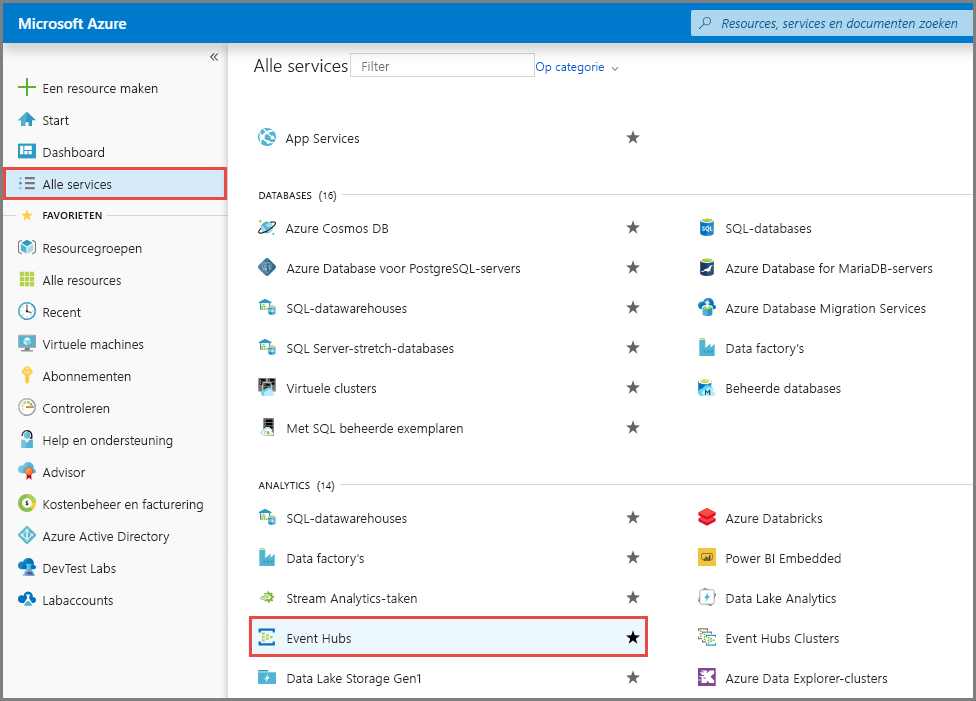 Microsoft Azure
Resources, services en documenten zoeken
«
Een resource maken
Start
Dashboard
Alle services
FAVORIETEN
Resourcegroepen
Alle resources
Recent
Virtuele machines
Abonnementen
Controleren
Help en ondersteuning
Advisor
Kostenbeheer en facturering
Azure Active Directory
DevTest Labs
Labaccounts
Alle services
Filter
Op categorie
App Services
DATABASES (16)
Azure Cosmos DB
SQL-databases
Azure Database voor PostgreSQL-servers
Azure Database for MariaDB-servers
SQL-datawarehouses
Azure Database Migration Services
SQL Server-stretch-databases
Data factory's
Virtuele clusters
Beheerde databases
Met SQL beheerde exemplaren
ANALYTICS (14)
SQL-datawarehouses
Azure Databricks
Data factory's
Power BI Embedded
Stream Analytics-taken
Data Lake Analytics
Event Hubs
Event Hubs Clusters
Data Lake Storage Gen1
Azure Data Explorer-clusters